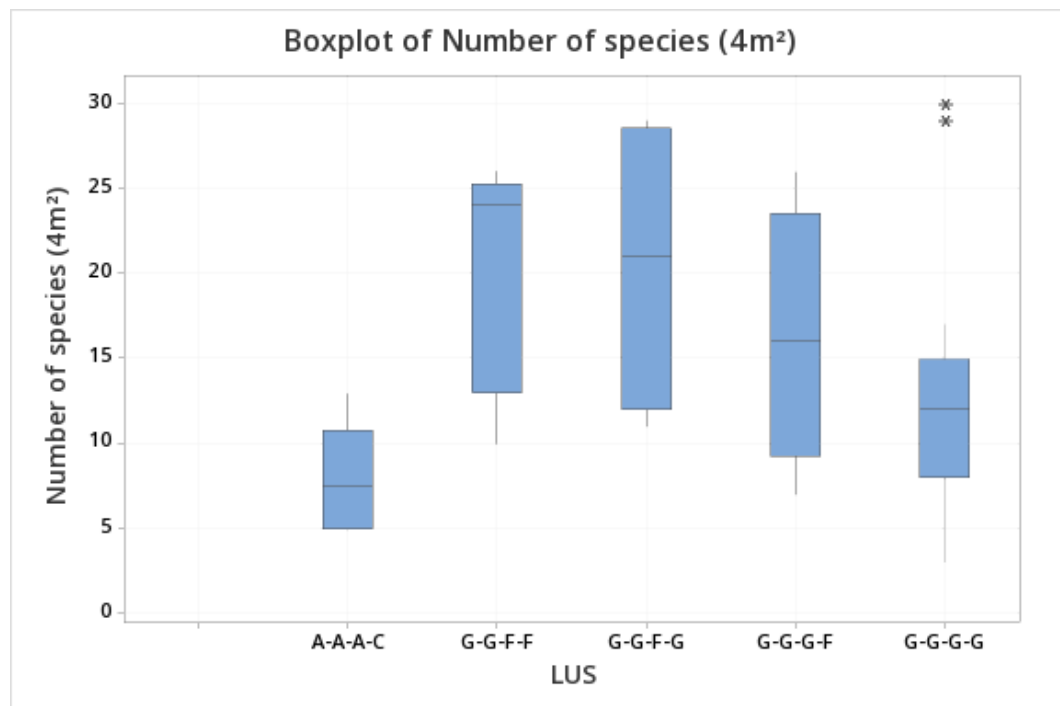 Boxplot of Number of species (4m²)
Number of species (4m²)
30
25
20
15
10
5
0
A-A-A-C G-G-F-F G-G-F-G G-G-G-F G-G-G-G
LUS